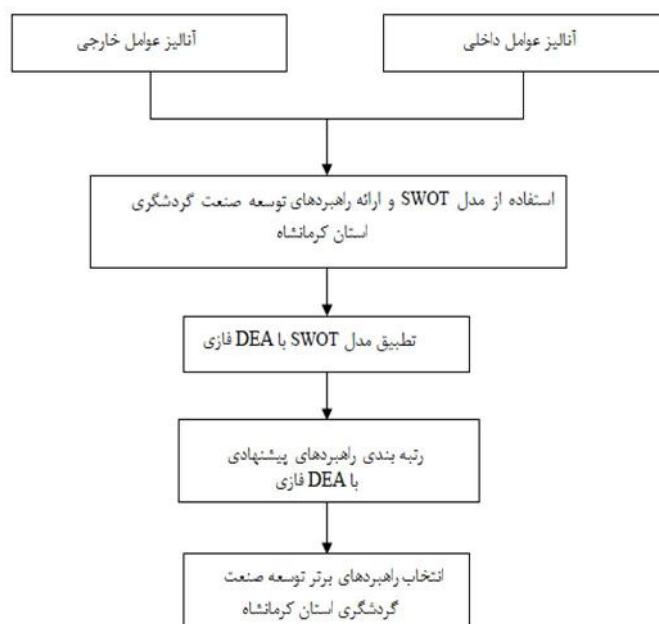 آنالیز عوامل داخلی
آنالیز عوامل خارجی
استفاده از مدل SWOT و ارائه راهبردهای توسعه صنعت گردشگری
استان کرمانشاه
تطبیق مدل SWOT با DEA فازی
رتبه بندی راهبردهای پیشنهادی
با DEA فازی
انتخاب راهبردهای برتر توسعه صنعت
گردشگری استان کرمانشاه